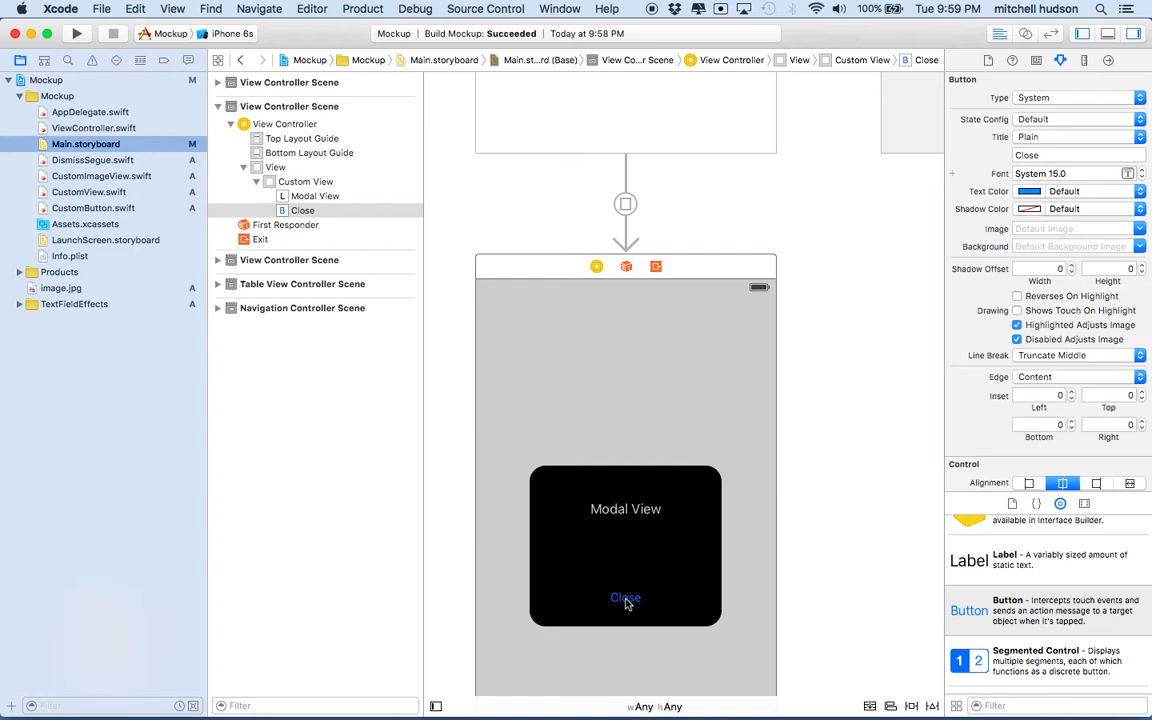 Xcode File Edit View Find Navigate Editor Product Debug Source Control Window Help 100% Tue 9:59 PM mitchell hudson
Mockup iPhone 6s Mockup Build Mockup: Succeeded Today at 9:58 PM
Mockup Mockup Main.storyboard Main.st...rd (Base) View Co...r Scene View Controller View Custom View B Close
Mockup
Mockup
AppDelegate.swift
ViewController.swift
Main.storyboard M
DismissSegue.swift A
CustomImageView.swift A
CustomView.swift A
CustomButton.swift A
Assets.xcassets
LaunchScreen.storyboard
Info.plist
Products
image.jpg A
TextFieldEffects A
Filter
View Controller Scene
View Controller Scene
View Controller
Top Layout Guide
Bottom Layout Guide
View
Custom View
L Modal View
B Close
First Responder
Exit
View Controller Scene
Table View Controller Scene
Navigation Controller Scene
Filter
Modal View
Close
wAny hAny
Button
Type System
State Config Default
Title Plain
Close
Font System 15.0 T
Text Color Default
Shadow Color Default
Image Default Image
Background Default Background Image
Shadow Offset 0 0
Width Height
Reverses On Highlight
Drawing Shows Touch On Highlight
Highlighted Adjusts Image
Disabled Adjusts Image
Line Break Truncate Middle
Edge Content
Inset 0 0
Left Top
0 0
Bottom Right
Control
Alignment
available in Interface Builder.
Label Label - A variably sized amount of
static text.
Button Button - Intercepts touch events and
sends an action message to a target
object when it's tapped.
1 2 Segmented Control - Displays
multiple segments, each of which
functions as a discrete button.
Filter